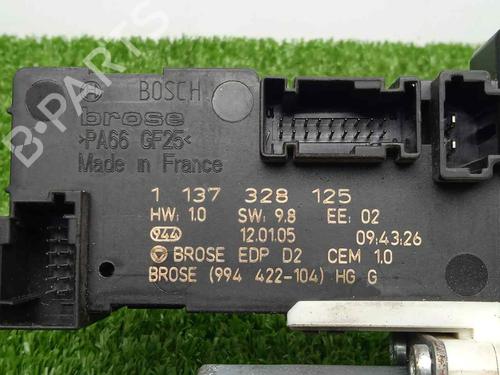 BOSCH
brose
>PA66 GF25<
Made in France
1 137 328 125
HW: 1.0 SW: 9.8 EE: 02
944 12.01.05 09:43:26
BROSE EDP D2 CEM 1.0
BROSE (994 422-104) HG G
B-PARTS